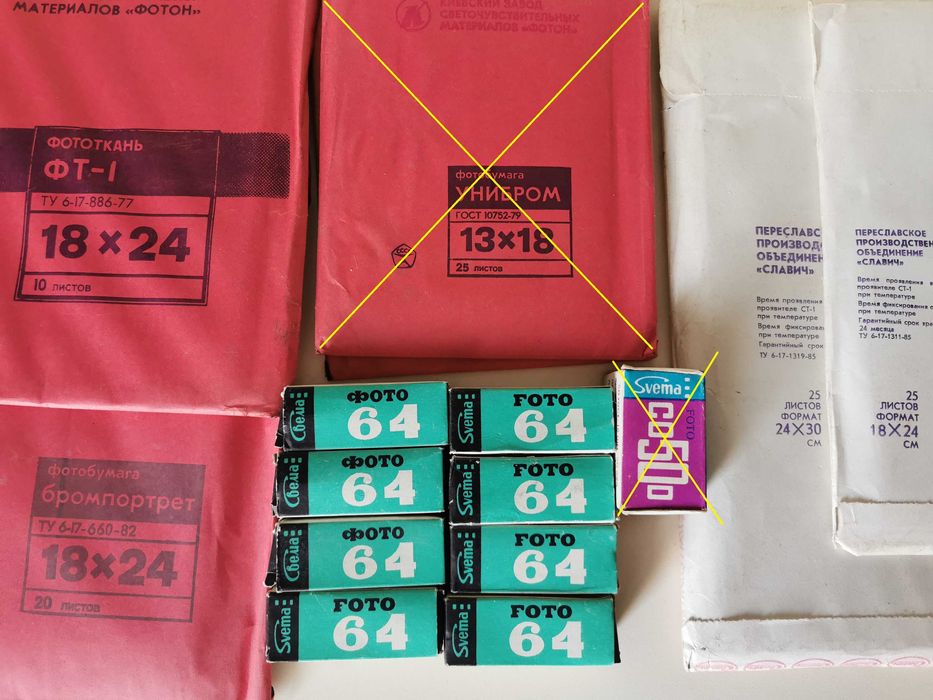 МАТЕРИАЛОВ «ФОТОН»
ФОТОТКАНЬ
ФТ-1
ТУ 6-17-886-77
18×24
10 листов
фотобумага
бромпортрет
ТУ 6-17-660-82
18×24
20 листов
КИЕВСКИЙ ЗАВОД
СВЕТОЧУВСТВИТЕЛЬНЫХ
МАТЕРИАЛОВ «ФОТОН»
фотобумага
УНИБРОМ
ГОСТ 10752-79
13×18
25 листов
Свема
ФОТО
64
Svema
FOTO
64
Свема
ФОТО
64
Svema
FOTO
64
Свема
ФОТО
64
Svema
FOTO
64
Svema
FOTO
64
Svema
FOTO
64
Svema
FOTO
ПЕРЕСЛАВС
ПРОИЗВОД
ОБЪЕДИНЕН
«СЛАВИЧ»
Время проявлени
проявителе СТ-1
при температуре
Время фиксирован
при температуре
Гарантийный срок
ТУ 6-17-1319-85
25
ЛИСТОВ
ФОРМАТ
24×30
СМ
ПЕРЕСЛАВСКОЕ
ПРОИЗВОДСТВЕН
ОБЪЕДИНЕНИЕ
«СЛАВИЧ»
Время проявления в
проявителе СТ-1
при температуре
Время фиксирования
при температуре
Гарантийный срок хра
24 месяца
ТУ 6-17-1311-85
25
ЛИСТОВ
ФОРМАТ
18×24
СМ